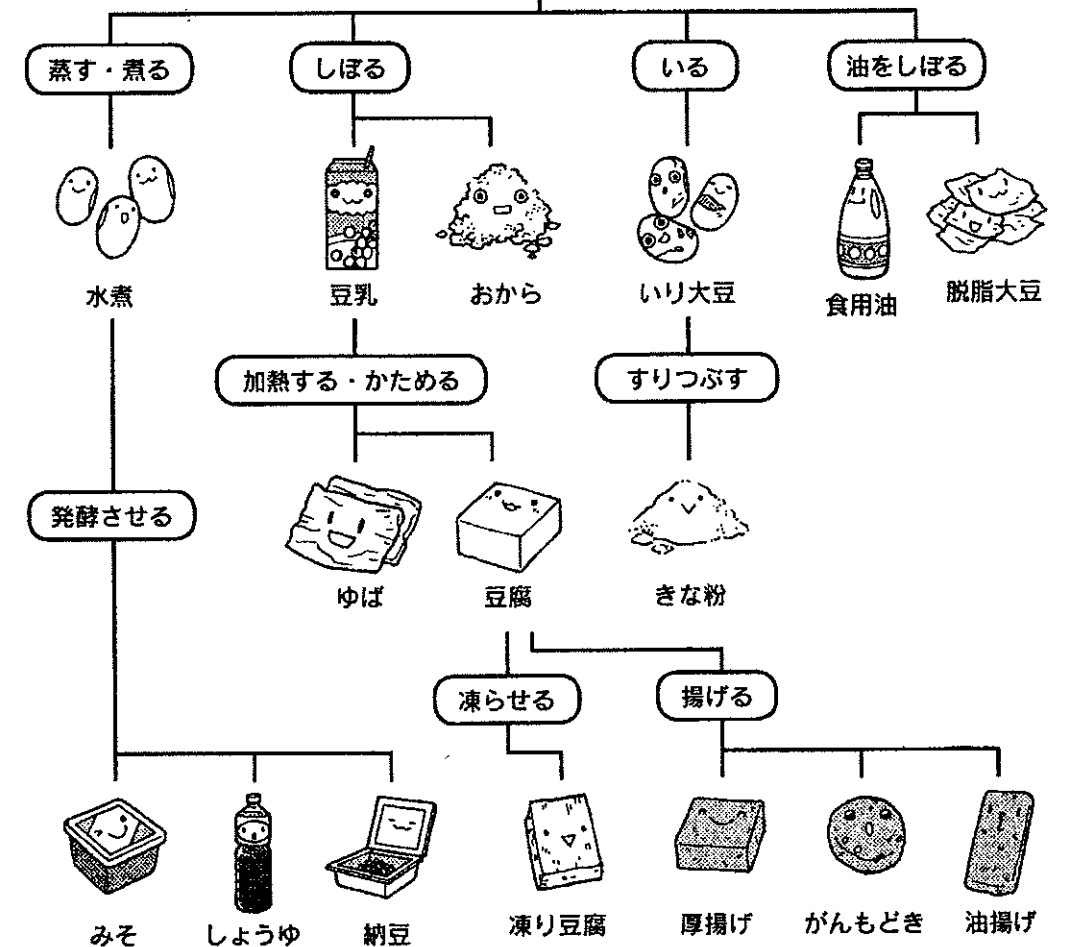 蒸す・煮る
しぼる
いる
油をしぼる
水煮
豆乳
おから
いり大豆
食用油
脱脂大豆
加熱する・かためる
すりつぶす
発酵させる
ゆば
豆腐
きな粉
凍らせる
揚げる
みそ
しょうゆ
納豆
凍り豆腐
厚揚げ
がんもどき
油揚げ